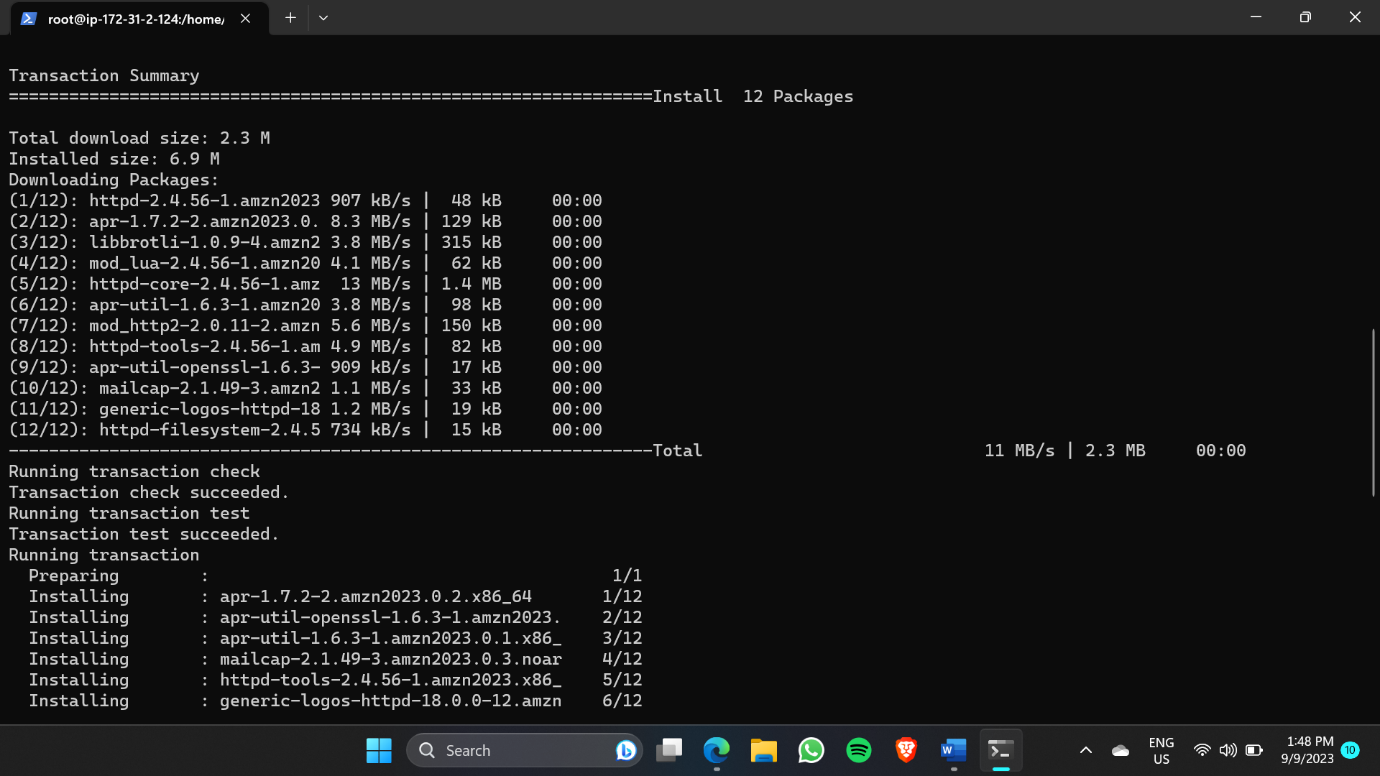 root@ip-172-31-2-124:/home/
Transaction Summary
================================================================Install  12 Packages
Total download size: 2.3 M
Installed size: 6.9 M
Downloading Packages:
(1/12): httpd-2.4.56-1.amzn2023 907 kB/s |  48 kB     00:00
(2/12): apr-1.7.2-2.amzn2023.0. 8.3 MB/s | 129 kB     00:00
(3/12): libbrotli-1.0.9-4.amzn2 3.8 MB/s | 315 kB     00:00
(4/12): mod_lua-2.4.56-1.amzn20 4.1 MB/s |  62 kB     00:00
(5/12): httpd-core-2.4.56-1.amz  13 MB/s | 1.4 MB     00:00
(6/12): apr-util-1.6.3-1.amzn20 3.8 MB/s |  98 kB     00:00
(7/12): mod_http2-2.0.11-2.amzn 5.6 MB/s | 150 kB     00:00
(8/12): httpd-tools-2.4.56-1.am 4.9 MB/s |  82 kB     00:00
(9/12): apr-util-openssl-1.6.3- 909 kB/s |  17 kB     00:00
(10/12): mailcap-2.1.49-3.amzn2 1.1 MB/s |  33 kB     00:00
(11/12): generic-logos-httpd-18 1.2 MB/s |  19 kB     00:00
(12/12): httpd-filesystem-2.4.5 734 kB/s |  15 kB     00:00
----------------------------------------------------------------Total                            11 MB/s | 2.3 MB     00:00
Running transaction check
Transaction check succeeded.
Running transaction test
Transaction test succeeded.
Running transaction
  Preparing        :                                        1/1
  Installing       : apr-1.7.2-2.amzn2023.0.2.x86_64       1/12
  Installing       : apr-util-openssl-1.6.3-1.amzn2023.    2/12
  Installing       : apr-util-1.6.3-1.amzn2023.0.1.x86_    3/12
  Installing       : mailcap-2.1.49-3.amzn2023.0.3.noar    4/12
  Installing       : httpd-tools-2.4.56-1.amzn2023.x86_    5/12
  Installing       : generic-logos-httpd-18.0.0-12.amzn    6/12
Search
ENG
US
1:48 PM
9/9/2023
10